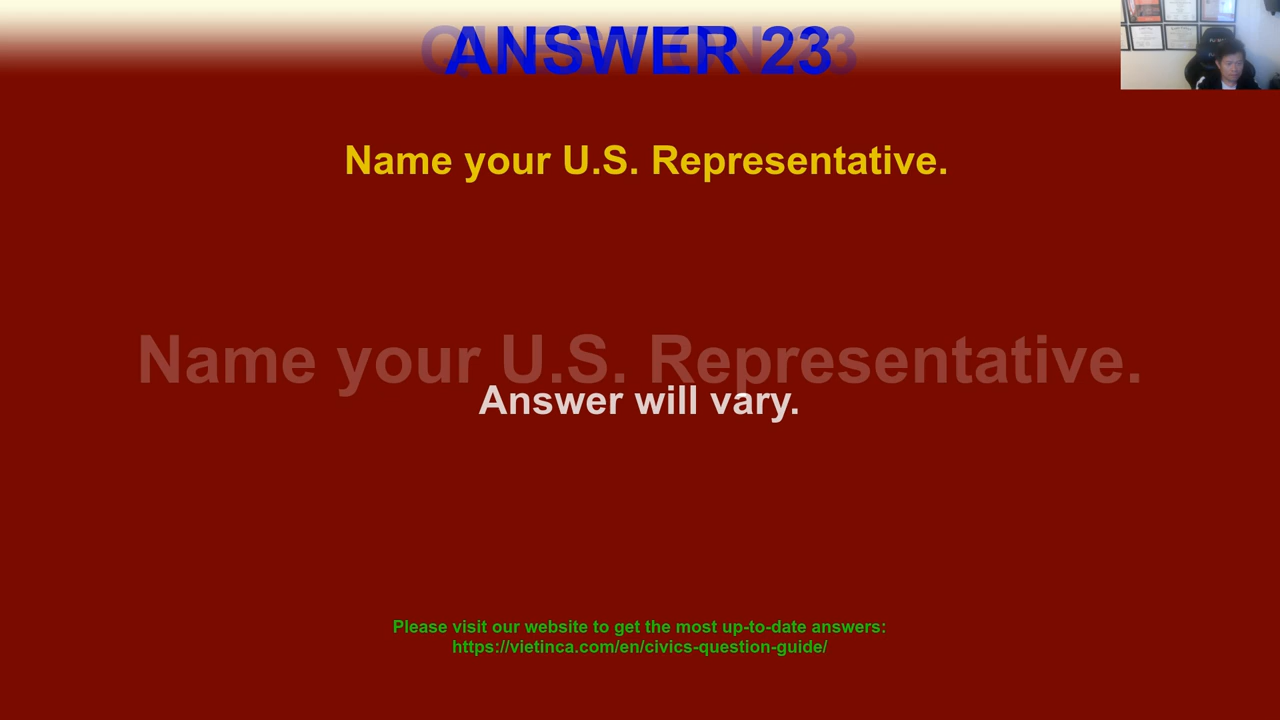 ANSWER 23
Name your U.S. Representative.
Name your U.S. Representative.
Answer will vary.
Please visit our website to get the most up-to-date answers:
https://vietinca.com/en/civics-question-guide/